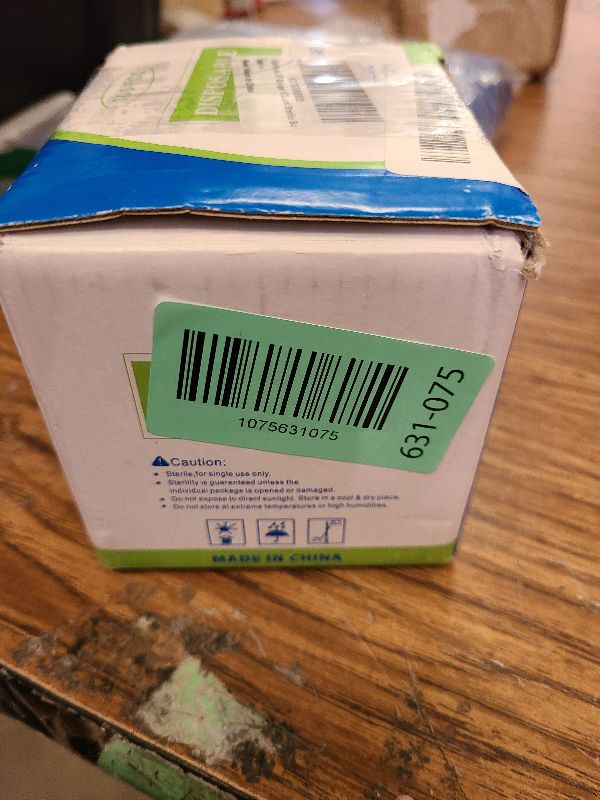 DISPOSABLE
1075631075
631-075
Caution:
Sterile,for single use only.
Sterility is guaranteed unless the
individual package is opened or damaged.
Do not expose to direct sunlight. Store in a cool & dry place.
Do not store at extreme temperatures or high humidities.
MADE IN CHINA